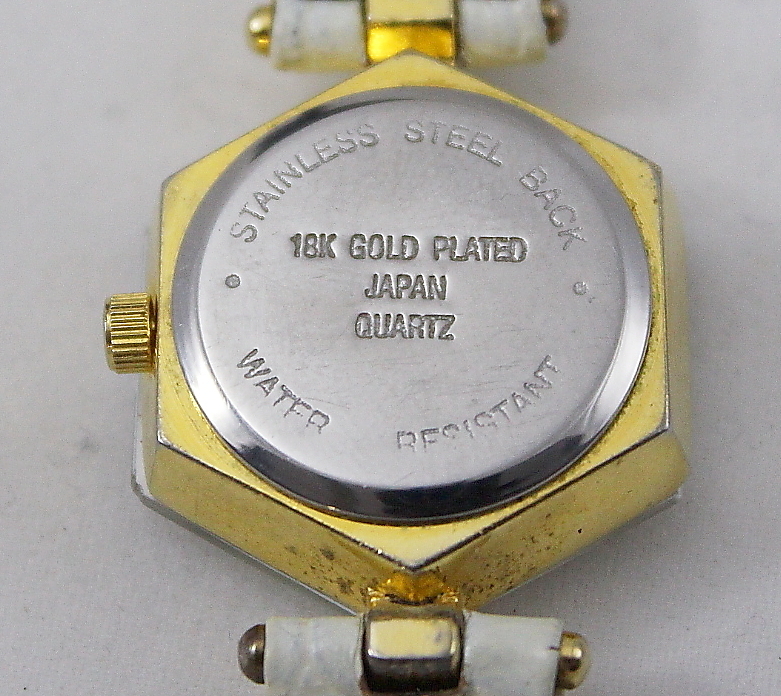 STAINLESS STEEL BACK
18K GOLD PLATED
JAPAN
QUARTZ
WATER RESISTANT